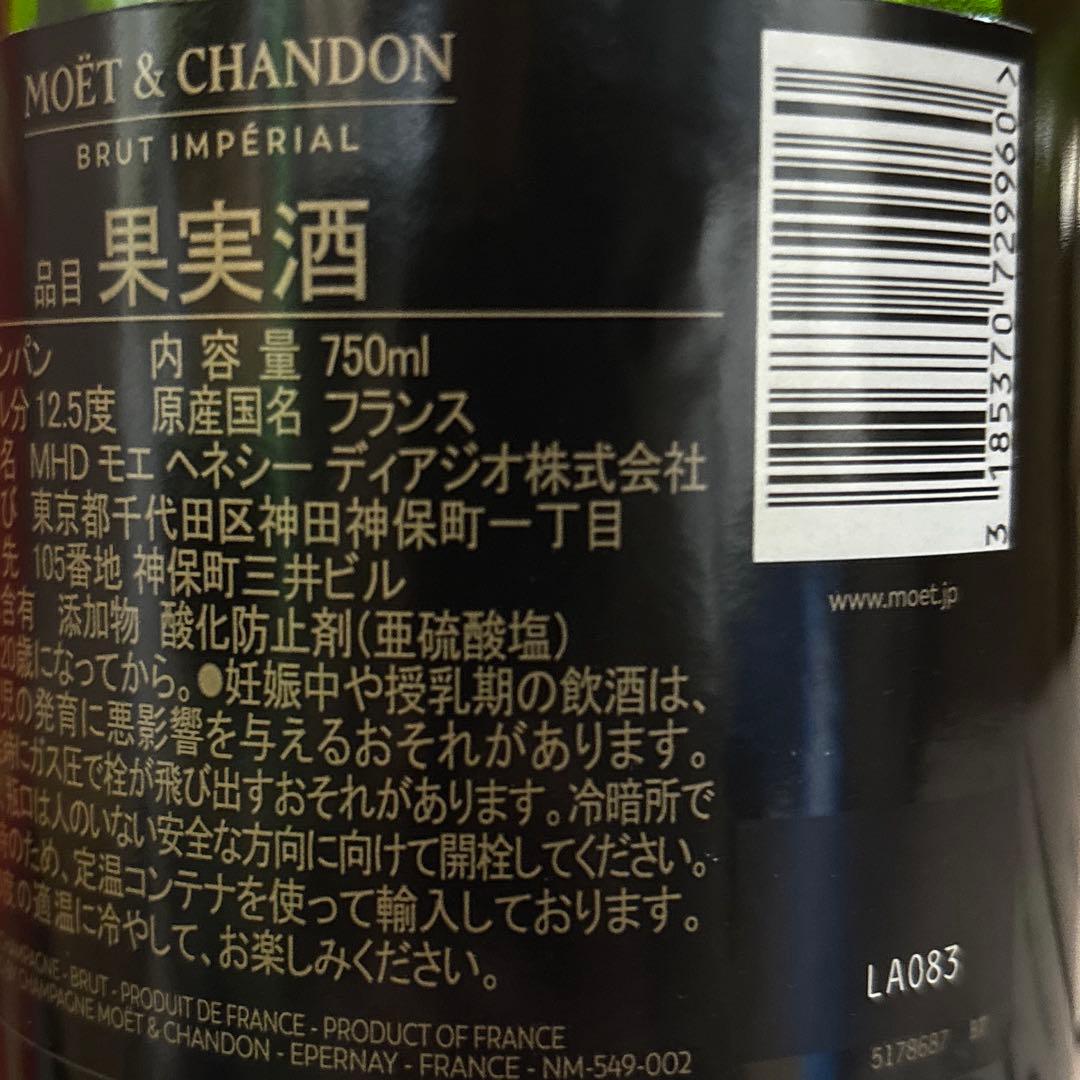 MOËT & CHANDON
BRUT IMPÉRIAL
品目 果実酒
ンパン 内容量 750ml
ル分 12.5度 原産国名 フランス
名 MHD モエ ヘネシー ディアジオ株式会社
び 東京都千代田区神田神保町一丁目
先 105番地 神保町三井ビル
含有 添加物 酸化防止剤（亜硫酸塩）
20歳になってから。●妊娠中や授乳期の飲酒は、
児の発育に悪影響を与えるおそれがあります。
時にガス圧で栓が飛び出すおそれがあります。冷暗所で
瓶口は人のいない安全な方向に向けて開栓してください。
のため、定温コンテナを使って輸入しております。
度の適温に冷やして、お楽しみください。
CHAMPAGNE - BRUT - PRODUIT DE FRANCE - PRODUCT OF FRANCE
BY CHAMPAGNE MOËT & CHANDON - EPERNAY - FRANCE - NM-549-002
3 185370 729960 >
www.moet.jp
LA083
5178687